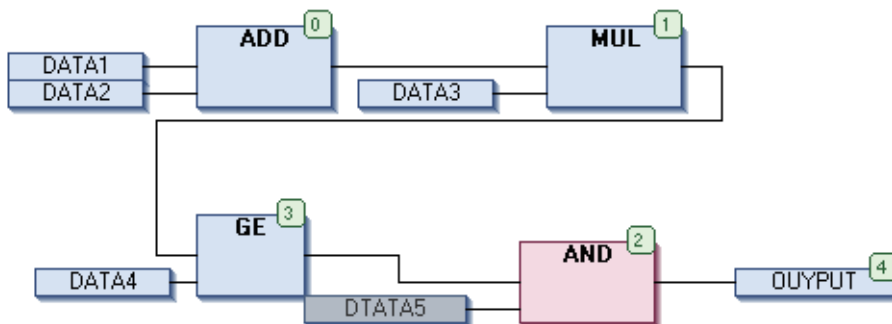 ADD 0
MUL 1
DATA1
DATA2
DATA3
GE 3
AND 2
DATA4
OUYPUT 4
DTATA5